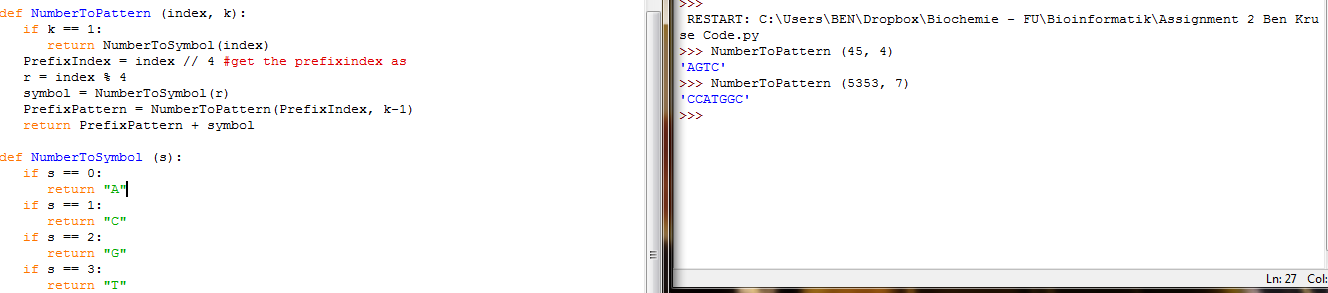 def NumberToPattern (index, k):
   if k == 1:
      return NumberToSymbol(index)
   PrefixIndex = index // 4 #get the prefixindex as
   r = index % 4
   symbol = NumberToSymbol(r)
   PrefixPattern = NumberToPattern(PrefixIndex, k-1)
   return PrefixPattern + symbol
def NumberToSymbol (s):
   if s == 0:
      return "A"
   if s == 1:
      return "C"
   if s == 2:
      return "G"
   if s == 3:
      return "T"
>>>
 RESTART: C:\Users\BEN\Dropbox\Biochemie - FU\Bioinformatik\Assignment 2 Ben Kru
se Code.py
>>> NumberToPattern (45, 4)
'AGTC'
>>> NumberToPattern (5353, 7)
'CCATGGC'
>>>
Ln: 27 Col: